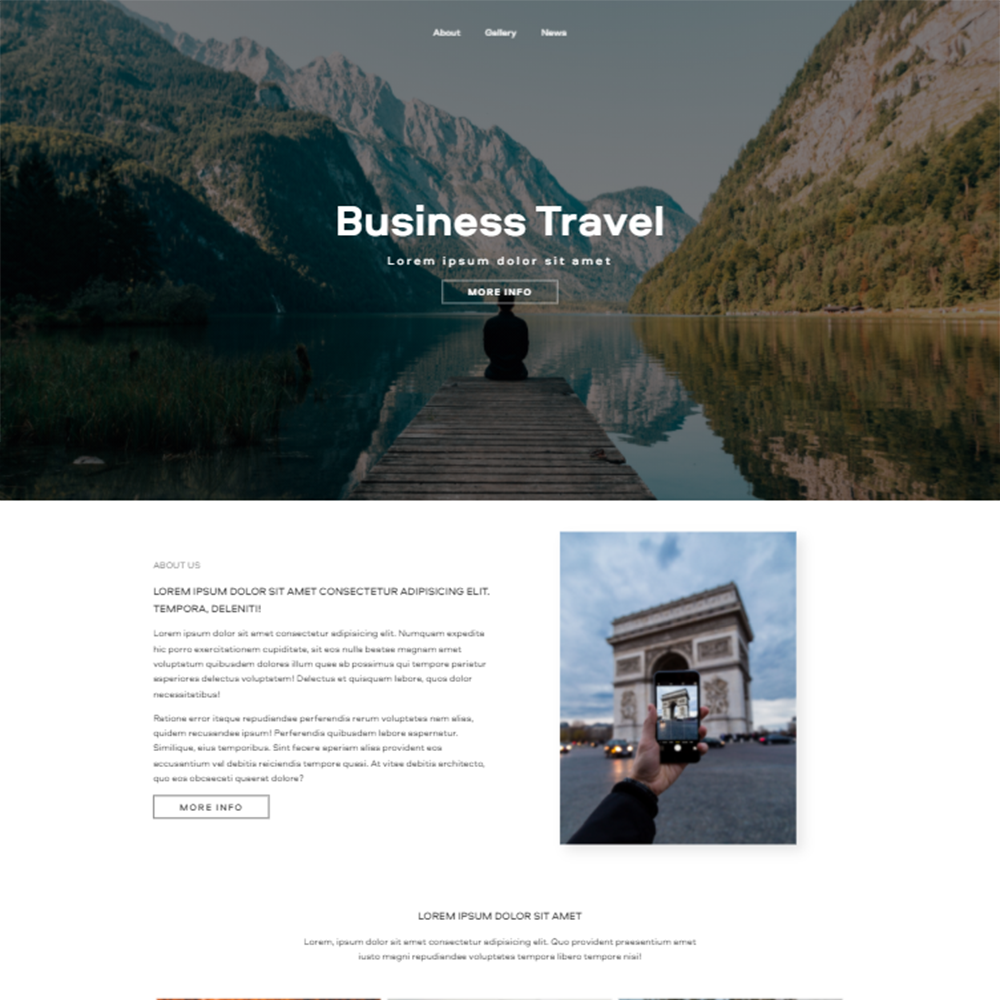 About Gallery News
Business Travel
Lorem ipsum dolor sit amet
MORE INFO
ABOUT US
LOREM IPSUM DOLOR SIT AMET CONSECTETUR ADIPISICING ELIT.
TEMPORA, DELENITI!
Lorem ipsum dolor sit amet consectetur adipisicing elit. Numquam expedita
hic porro exercitationem cupiditate, sit eos nulla beatae magnam amet
voluptatum quibusdam dolores illum quae ab possimus qui tempore pariatur
asperiores delectus voluptatem! Delectus et quisquam labore, quos dolor
necessitatibus!
Ratione error itaque repudiandae perferendis rerum voluptates nam alias,
quidem recusandae ipsum! Perferendis quibusdam labore aspernatur.
Similique, eius temporibus. Sint facere aperiam alias provident eos
accusantium vel debitis reiciendis tempore quasi. At vitae debitis architecto,
quo eos obcaecati quaerat dolore?
MORE INFO
LOREM IPSUM DOLOR SIT AMET
Lorem, ipsum dolor sit amet consectetur adipisicing elit. Quo provident praesentium amet
iusto magni repudiandae voluptates tempora libero tempore nisi!